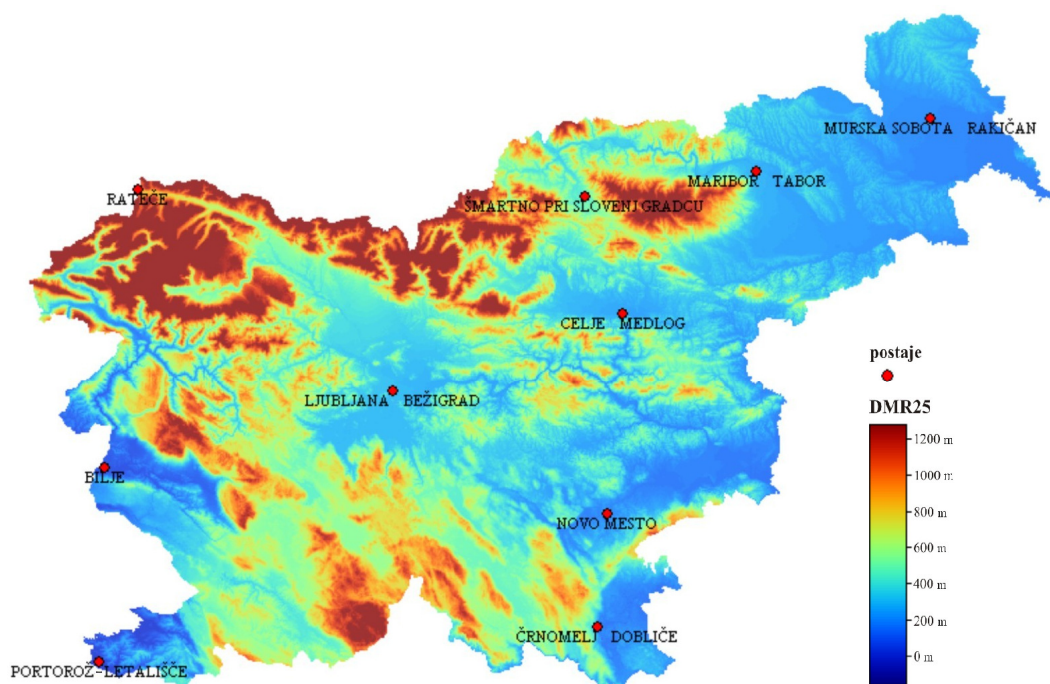 MURSKA SOBOTA RAKIČAN
MARIBOR TABOR
RATEČE
ŠMARTNO PRI SLOVENJ GRADCU
CELJE MEDLOG
postaje
DMR25
LJUBLJANA BEŽIGRAD
1200 m
1000 m
800 m
600 m
400 m
200 m
0 m
BILJE
NOVO MESTO
ČRNOMELJ DOBLIČE
PORTOROŽ-LETALIŠČE